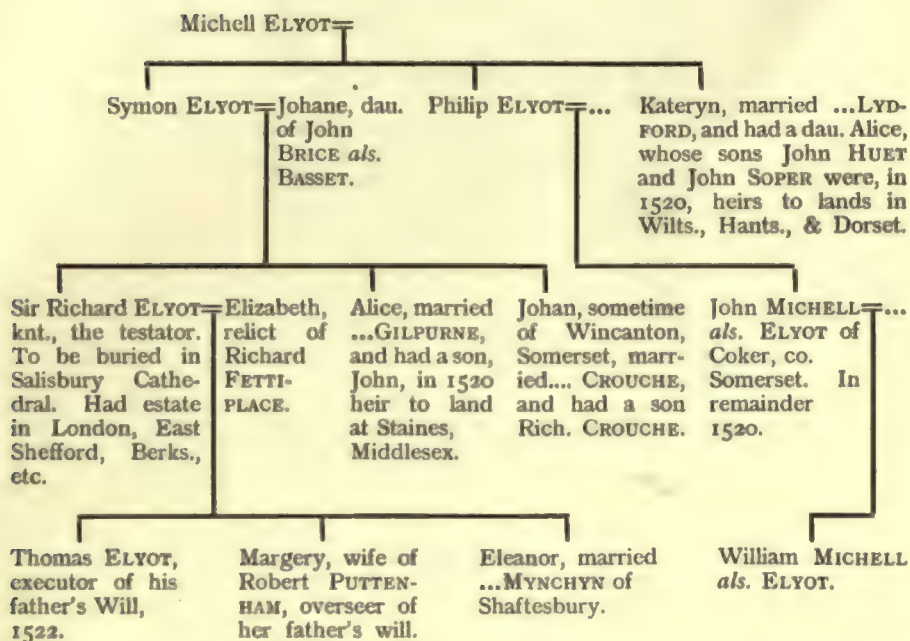 Michell ELYOT=
Symon ELYOT=Johane, dau.
of John
BRICE als.
BASSET.
Philip ELYOT=...
Kateryn, married ...LYD-
FORD, and had a dau. Alice,
whose sons John HUET
and John SOPER were, in
1520, heirs to lands in
Wilts., Hants., & Dorset.
Sir Richard ELYOT=
knt., the testator.
To be buried in
Salisbury Cathe-
dral. Had estate
in London, East
Shefford, Berks.,
etc.
Elizabeth,
relict of
Richard
FETTI-
PLACE.
Alice, married
...GILPURNE,
and had a son,
John, in 1520
heir to land
at Staines,
Middlesex.
Johan, sometime
of Wincanton,
Somerset, mar-
ried.... CROUCHE,
and had a son
Rich. CROUCHE.
John MICHELL=...
als. ELYOT of
Coker, co.
Somerset. In
remainder
1520.
Thomas ELYOT,
executor of his
father's Will,
1522.
Margery, wife of
Robert PUTTEN-
HAM, overseer of
her father's will.
Eleanor, married
...MYNCHYN of
Shaftesbury.
William MICHELL
als. ELYOT.